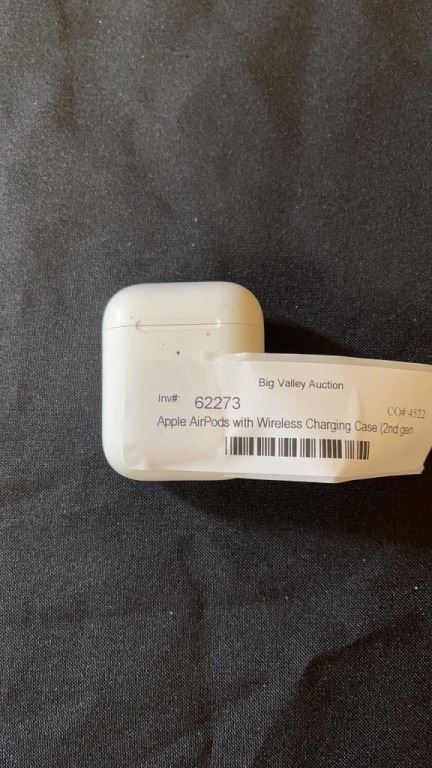 Big Valley Auction
Inv#: 62273
CO# 4522
Apple AirPods with Wireless Charging Case (2nd gen